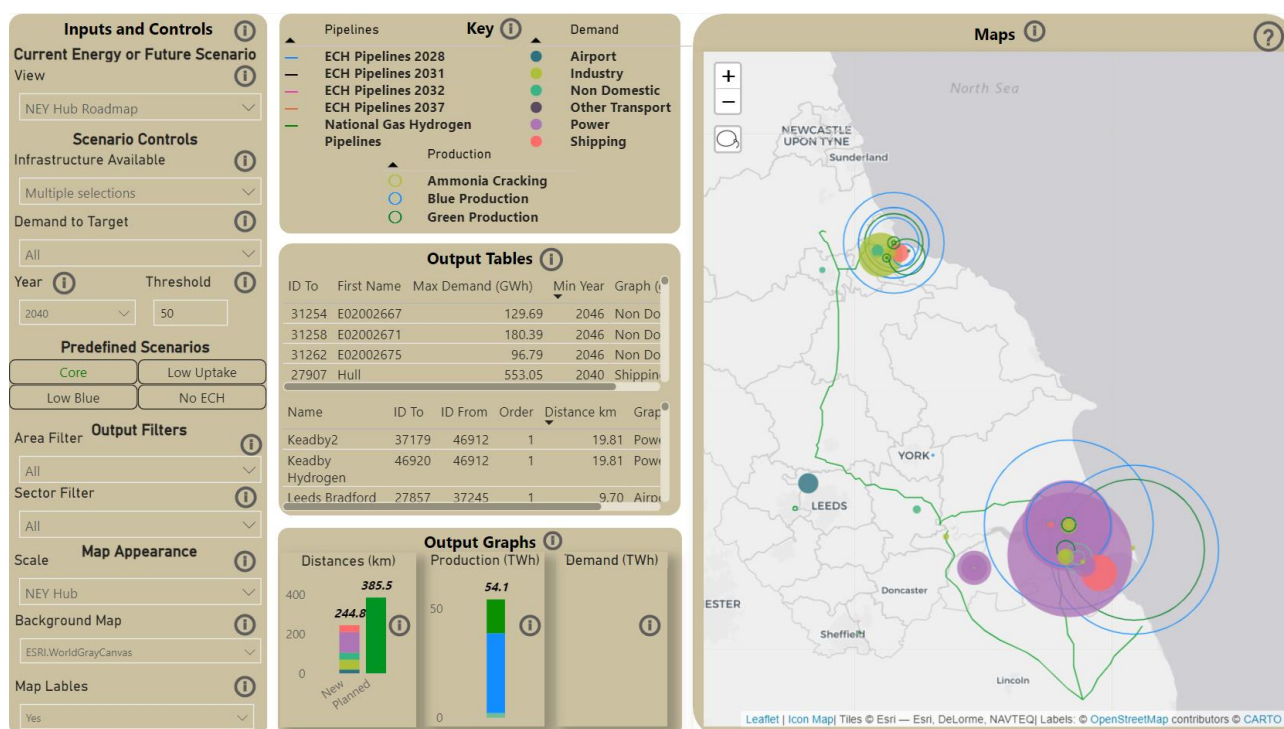 Inputs and Controls
Current Energy or Future Scenario
View
NEY Hub Roadmap
Scenario Controls
Infrastructure Available
Multiple selections
Demand to Target
All
Year
Threshold
2040
50
Predefined Scenarios
Core
Low Uptake
Low Blue
No ECH
Output Filters
Area Filter
All
Sector Filter
All
Map Appearance
Scale
NEY Hub
Background Map
ESRI.WorldGrayCanvas
Map Lables
Yes
Key
Pipelines
ECH Pipelines 2028
ECH Pipelines 2031
ECH Pipelines 2032
ECH Pipelines 2037
National Gas Hydrogen
Pipelines
Demand
Airport
Industry
Non Domestic
Other Transport
Power
Shipping
Production
Ammonia Cracking
Blue Production
Green Production
Output Tables
ID To First Name Max Demand (GWh) Min Year Graph (
31254 E02002667 129.69 2046 Non Do
31258 E02002671 180.39 2046 Non Do
31262 E02002675 96.79 2046 Non Do
27907 Hull 553.05 2040 Shippin
Name ID To ID From Order Distance km Grap
Keadby2 37179 46912 1 19.81 Powe
Keadby 46920 46912 1 19.81 Powe
Hydrogen
Leeds Bradford 27857 37245 1 9.70 Airpo
Output Graphs
Distances (km)
400
200
0
244.8
385.5
New
Planned
Production (TWh)
54.1
50
0
Demand (TWh)
Maps
?
+
−
North Sea
NEWCASTLE
UPON TYNE
Sunderland
YORK
LEEDS
Doncaster
ESTER
Sheffield
Lincoln
Leaflet | Icon Map| Tiles © Esri — Esri, DeLorme, NAVTEQ| Labels: © OpenStreetMap contributors © CARTO